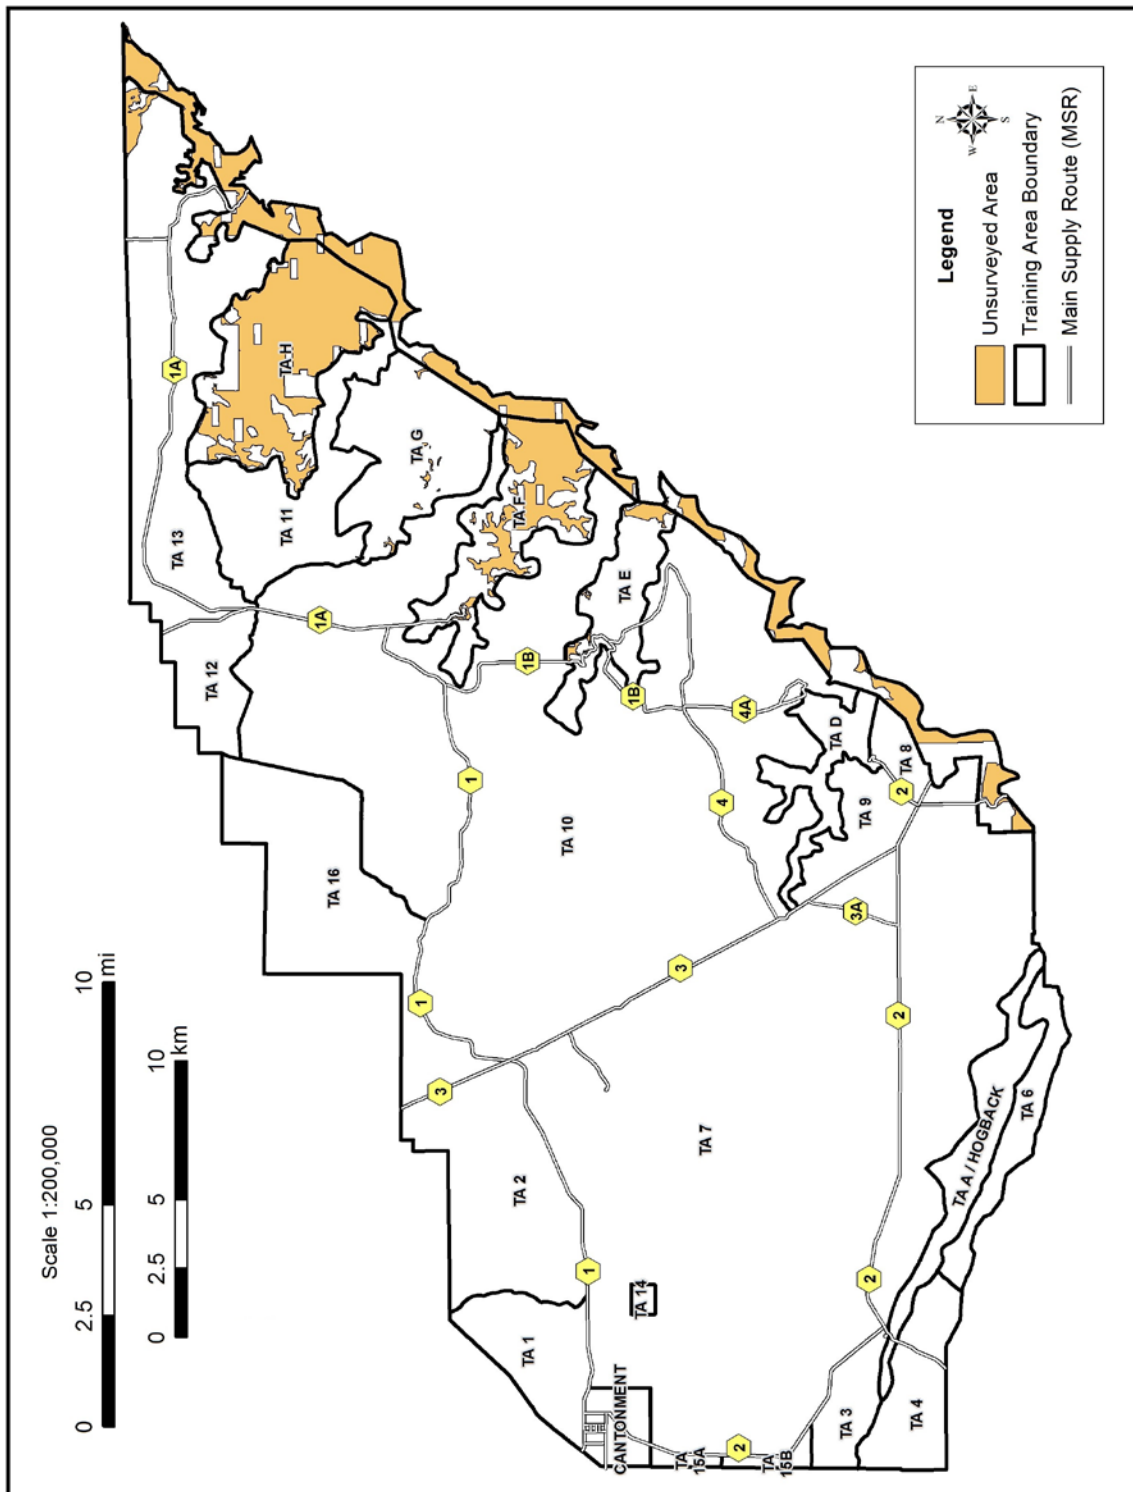 Scale 1:200,000
0 2.5 5 10 mi
0 2.5 5 10 km
Legend
Unsurveyed Area
Training Area Boundary
Main Supply Route (MSR)
N
E
S
W
TA 1
TA 2
TA 16
TA 12
TA 13
TA 11
TA H
TA G
TA F
TA E
TA 10
TA 7
TA 14
CANTONMENT
TA
15A
TA
15B
TA 3
TA 4
TA A / HOGBACK
TA 6
TA 9
TA D
TA 8
1
1
1
1A
1A
1B
1B
2
2
2
2
3
3
3A
4
4A